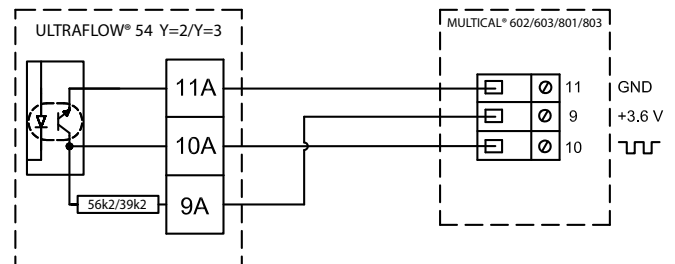 ULTRAFLOW® 54 Y=2/Y=3
MULTICAL® 602/603/801/803
11A
11 GND
9 +3.6 V
10A
10
56k2/39k2
9A